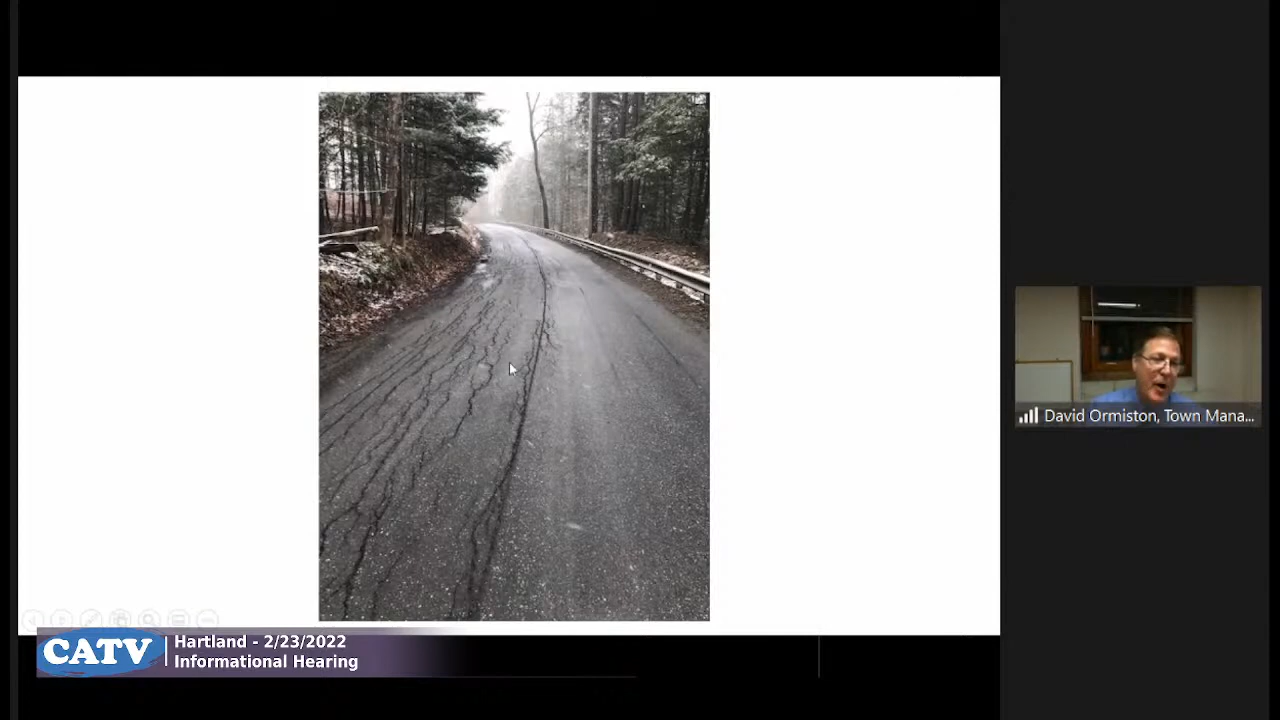 David Ormiston, Town Mana...
CATV
Hartland - 2/23/2022
Informational Hearing